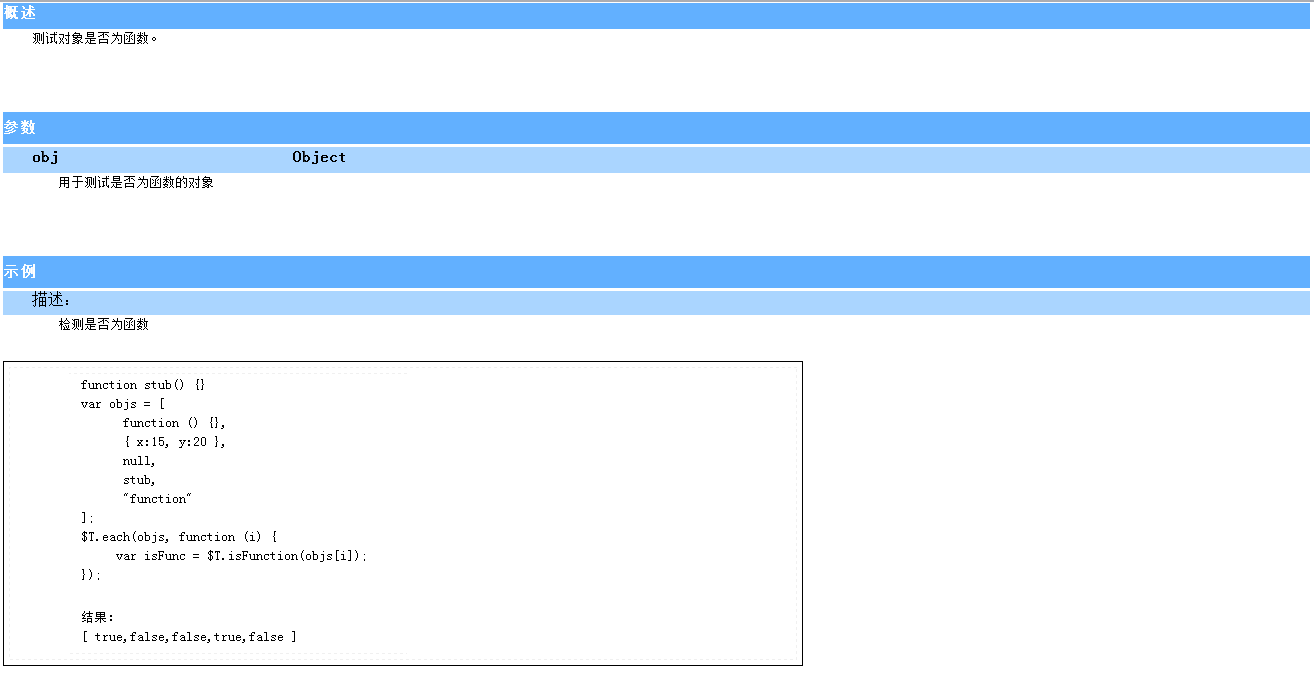 概述
测试对象是否为函数。
参数
obj Object
用于测试是否为函数的对象
示例
描述:
检测是否为函数
function stub() {}
var objs = [
function () {},
{ x:15, y:20 },
null,
stub,
"function"
];
$T.each(objs, function (i) {
var isFunc = $T.isFunction(objs[i]);
});
结果:
[ true,false,false,true,false ]